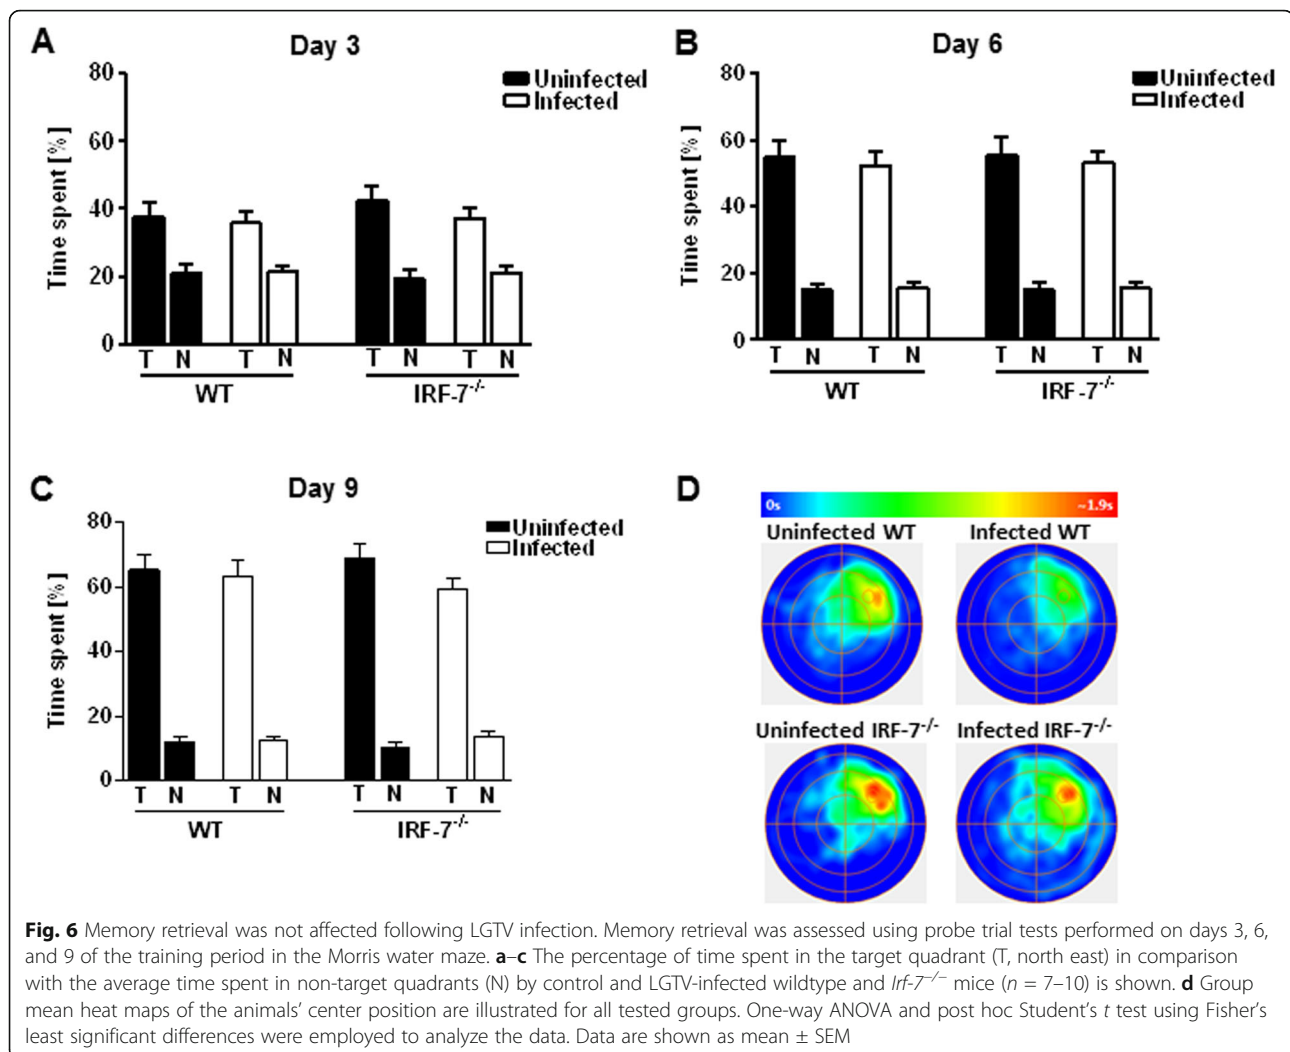 A
Day 3
Uninfected
Infected
Time spent [%]
80
60
40
20
0
T N T N T N T N
WT IRF-7-/-
B
Day 6
Uninfected
Infected
Time spent [%]
80
60
40
20
0
T N T N T N T N
WT IRF-7-/-
C
Day 9
Uninfected
Infected
Time spent [%]
80
60
40
20
0
T N T N T N T N
WT IRF-7-/-
D
0s ~1.9s
Uninfected WT Infected WT
Uninfected IRF-7-/- Infected IRF-7-/-
Fig. 6 Memory retrieval was not affected following LGTV infection. Memory retrieval was assessed using probe trial tests performed on days 3, 6,
and 9 of the training period in the Morris water maze. a–c The percentage of time spent in the target quadrant (T, north east) in comparison
with the average time spent in non-target quadrants (N) by control and LGTV-infected wildtype and Irf-7−/− mice (n = 7–10) is shown. d Group
mean heat maps of the animals' center position are illustrated for all tested groups. One-way ANOVA and post hoc Student's t test using Fisher's
least significant differences were employed to analyze the data. Data are shown as mean ± SEM